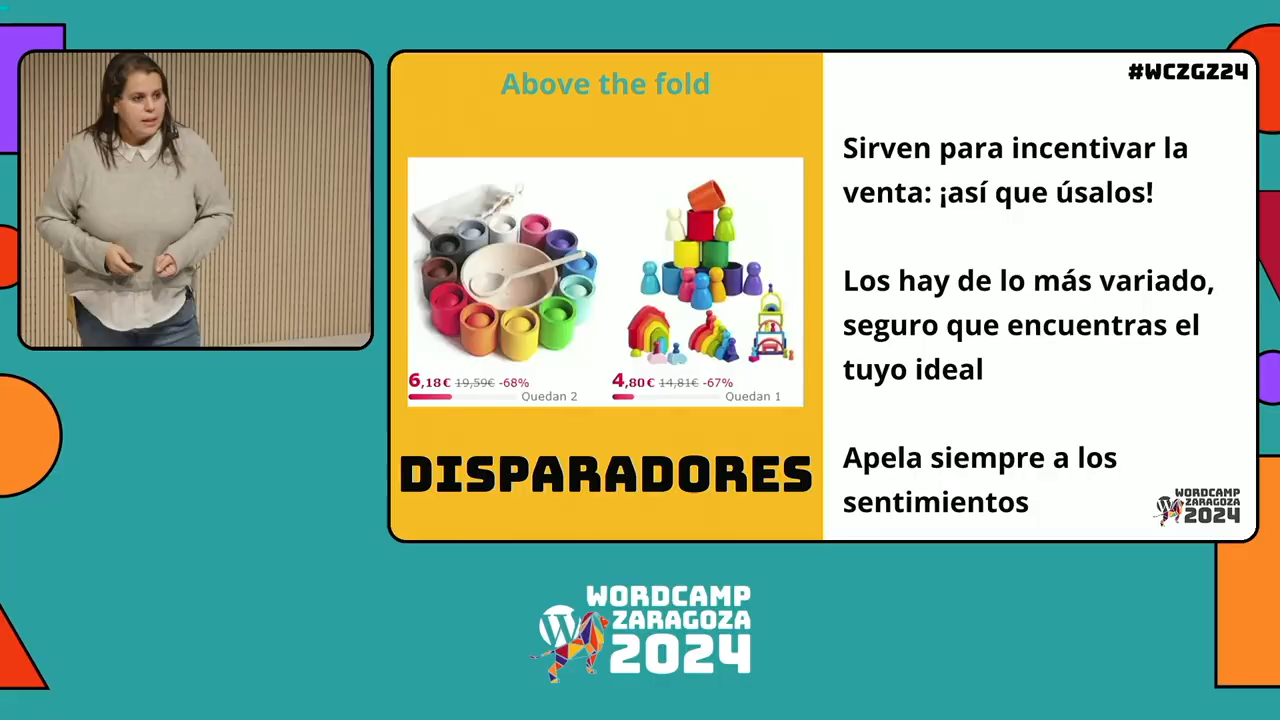 Above the fold
6,18€ 19,59€ -68%
Quedan 2
4,80€ 14,81€ -67%
Quedan 1
DISPARADORES
#WCZGZ24
Sirven para incentivar la
venta: ¡así que úsalos!
Los hay de lo más variado,
seguro que encuentras el
tuyo ideal
Apela siempre a los
sentimientos
WORDCAMP
ZARAGOZA
2024
WORDCAMP
ZARAGOZA
2024